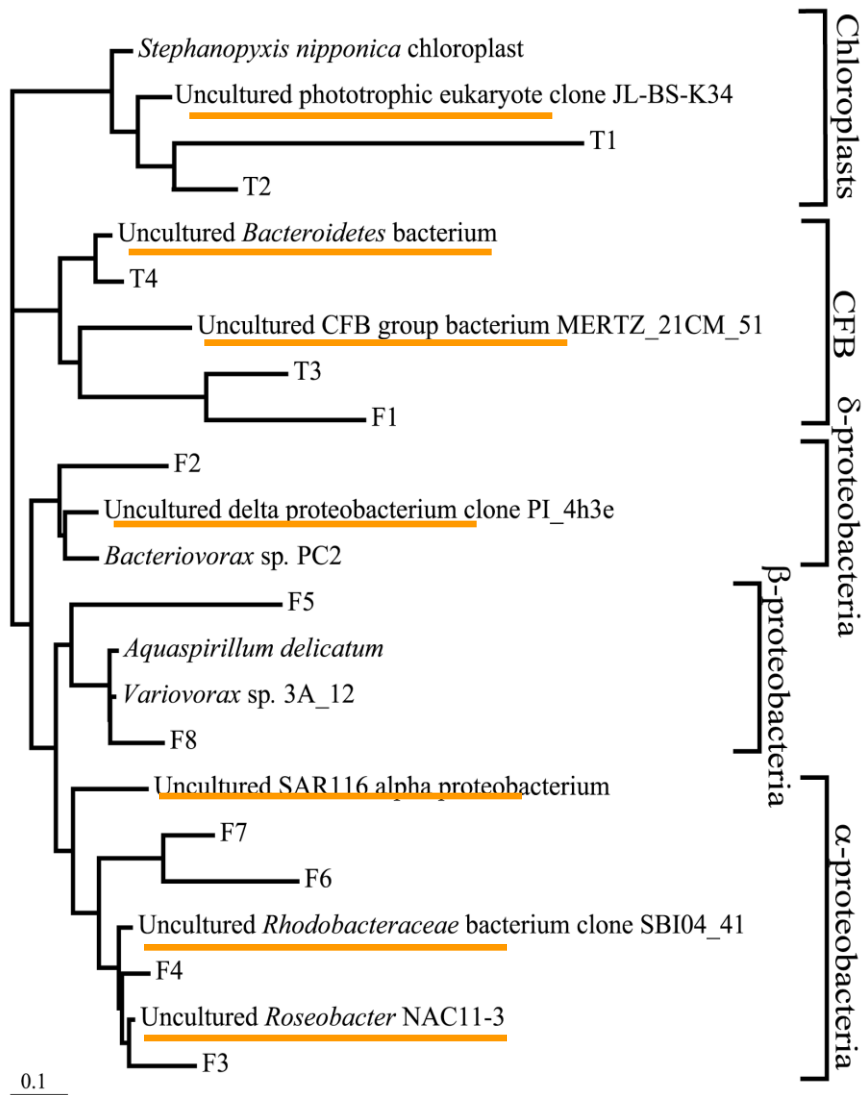 Stephanopyxis nipponica chloroplast
Uncultured phototrophic eukaryote clone JL-BS-K34
T1
T2
Chloroplasts
Uncultured Bacteroidetes bacterium
T4
Uncultured CFB group bacterium MERTZ_21CM_51
T3
F1
CFB
F2
Uncultured delta proteobacterium clone PI_4h3e
Bacteriovorax sp. PC2
δ-proteobacteria
F5
Aquaspirillum delicatum
Variovorax sp. 3A_12
F8
β-proteobacteria
Uncultured SAR116 alpha proteobacterium
F7
F6
Uncultured Rhodobacteraceae bacterium clone SBI04_41
F4
Uncultured Roseobacter NAC11-3
F3
α-proteobacteria
0.1